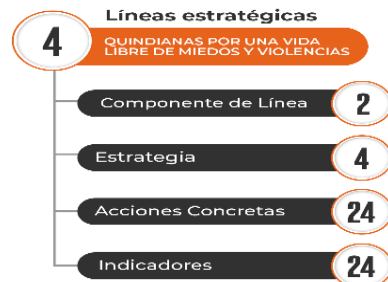 Líneas estratégicas
4
QUINDIANAS POR UNA VIDA
LIBRE DE MIEDOS Y VIOLENCIAS
Componente de Línea 2
Estrategia 4
Acciones Concretas 24
Indicadores 24